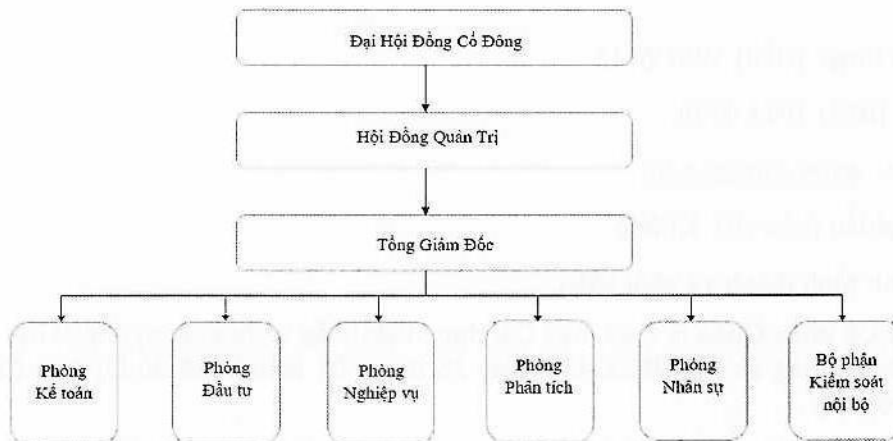 Đại Hội Đồng Cổ Đông
Hội Đồng Quản Trị
Tổng Giám Đốc
Phòng
Kế toán
Phòng
Đầu tư
Phòng
Nghiệp vụ
Phòng
Phân tích
Phòng
Nhân sự
Bộ phận
Kiểm soát
nội bộ